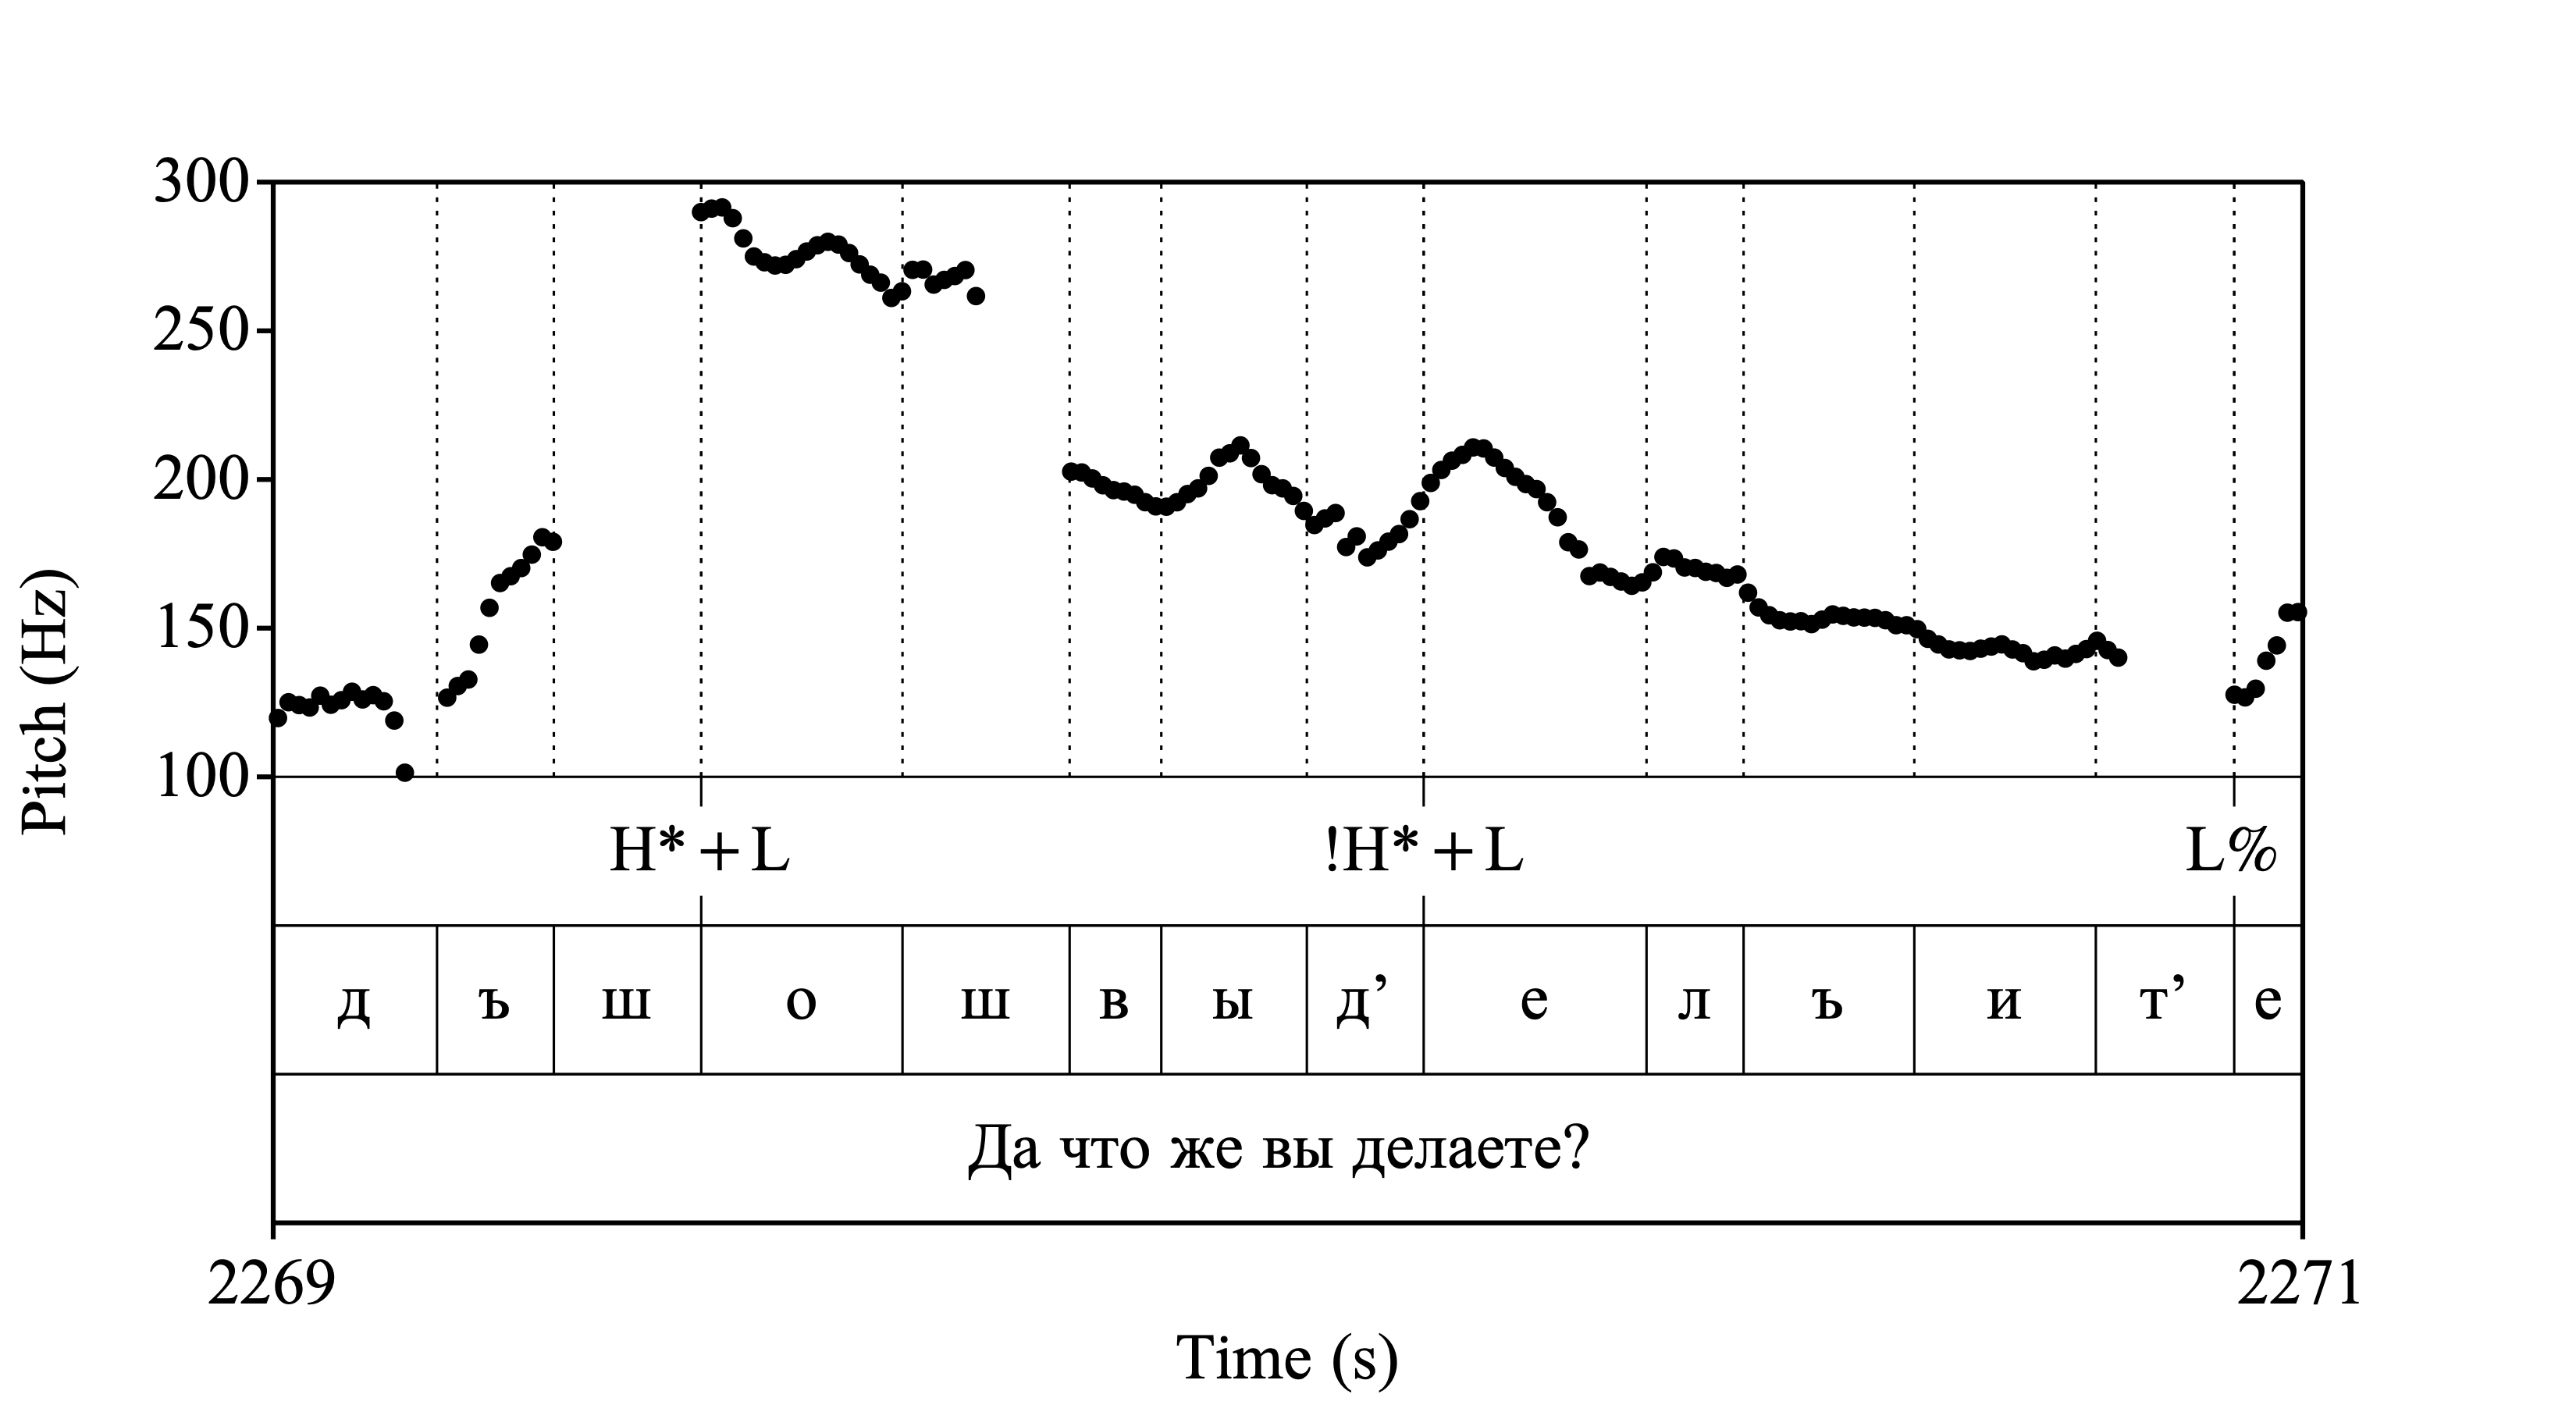 300
250
200
150
100
Pitch (Hz)
H*+L !H*+L L%
д ъ ш о ш в ы д’ е л ъ и т’ е
Да что же вы делаете?
2269 2271
Time (s)